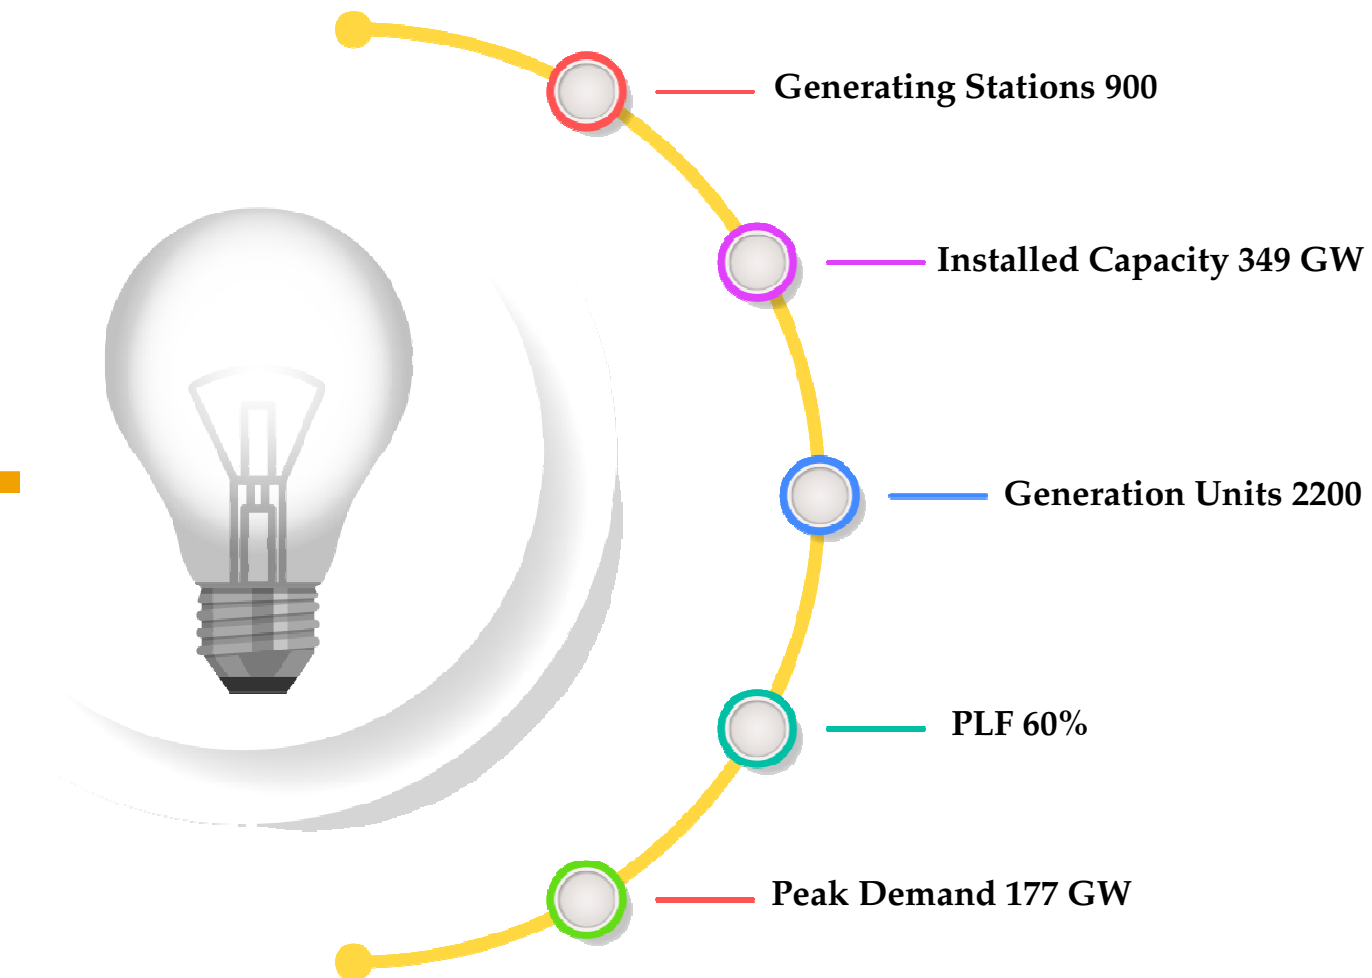 Generating Stations 900
Installed Capacity 349 GW
Generation Units 2200
PLF 60%
Peak Demand 177 GW